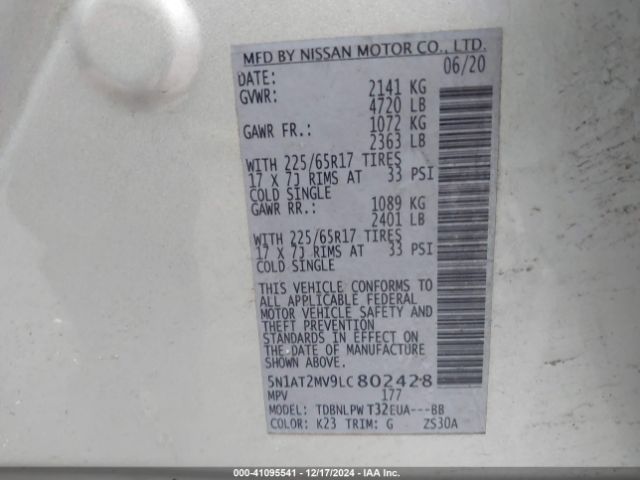 MFD BY NISSAN MOTOR CO., LTD.
DATE: 06/20
GVWR: 2141 KG
4720 LB
GAWR FR.: 1072 KG
2363 LB
WITH 225/65R17 TIRES
17 X 7J RIMS AT 33 PSI
COLD SINGLE
GAWR RR.: 1089 KG
2401 LB
WITH 225/65R17 TIRES
17 X 7J RIMS AT 33 PSI
COLD SINGLE
THIS VEHICLE CONFORMS TO
ALL APPLICABLE FEDERAL
MOTOR VEHICLE SAFETY AND
THEFT PREVENTION
STANDARDS IN EFFECT ON
THE DATE OF MANUFACTURE
SHOWN ABOVE.
5N1AT2MV9LC802428
MPV 177
MODEL: TDBNLPW T32EUA---BB
COLOR: K23 TRIM: G ZS30A
000-41095541 - 12/17/2024 - IAA Inc.